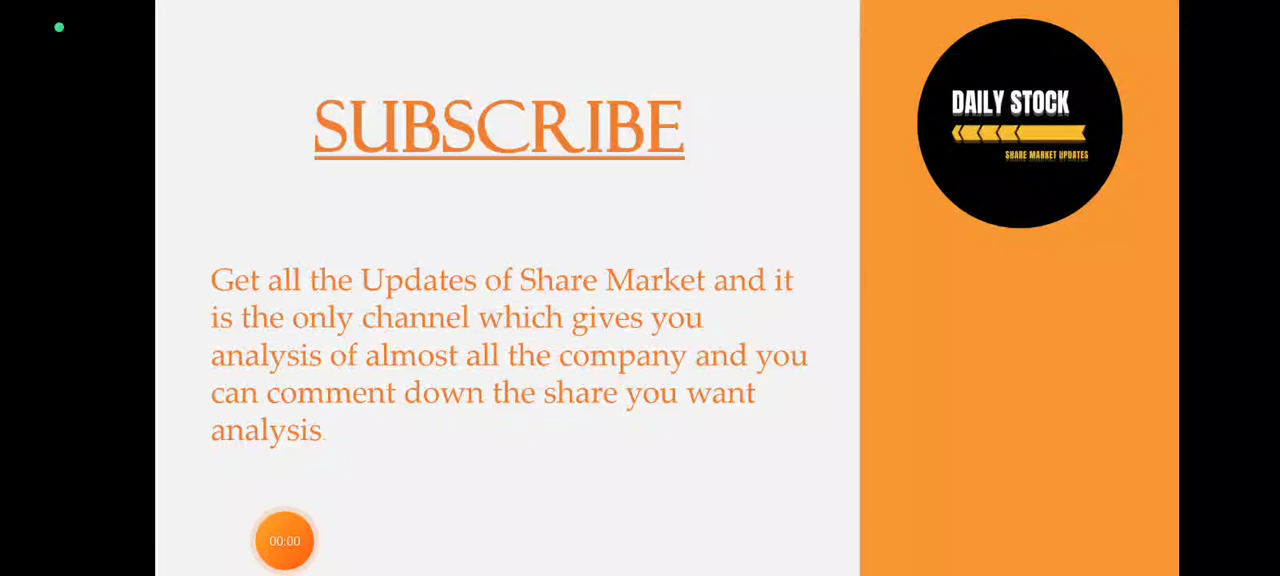 SUBSCRIBE
DAILY STOCK
SHARE MARKET UPDATES
Get all the Updates of Share Market and it
is the only channel which gives you
analysis of almost all the company and you
can comment down the share you want
analysis.
00:00